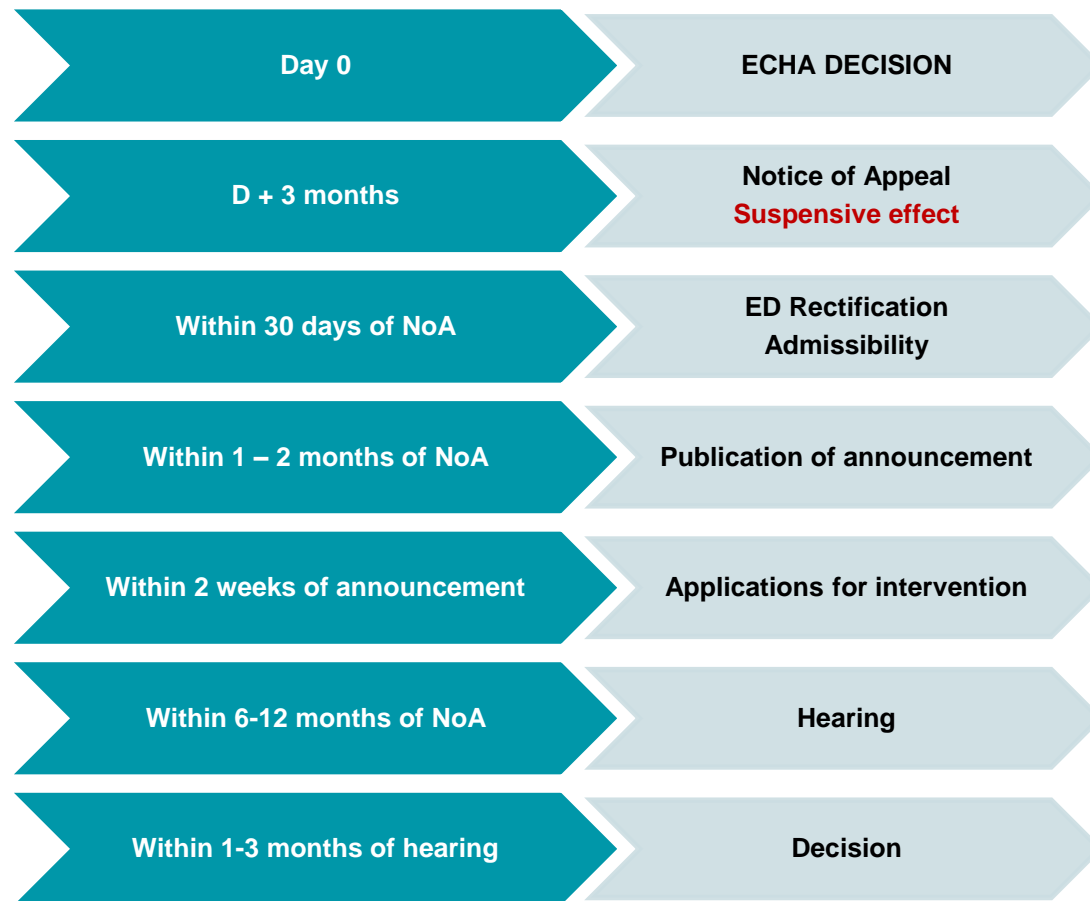 Day 0
ECHA DECISION
D + 3 months
Notice of Appeal
Suspensive effect
Within 30 days of NoA
ED Rectification
Admissibility
Within 1 – 2 months of NoA
Publication of announcement
Within 2 weeks of announcement
Applications for intervention
Within 6-12 months of NoA
Hearing
Within 1-3 months of hearing
Decision